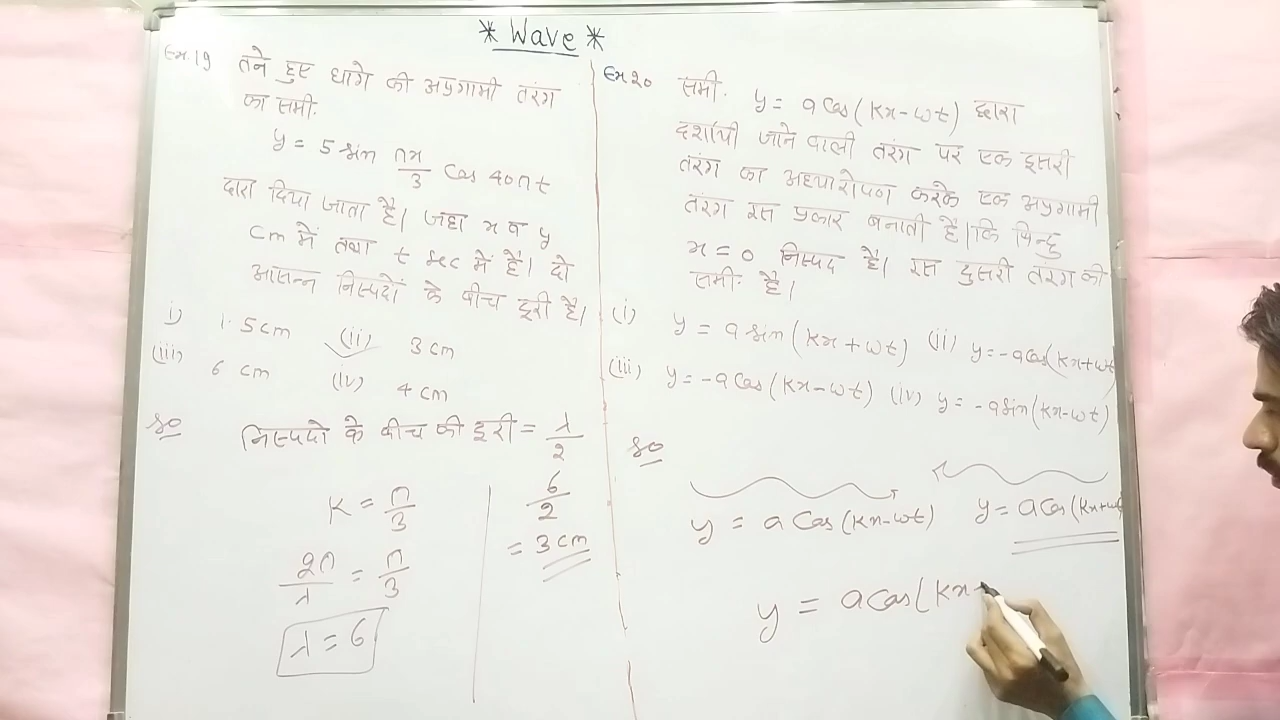 * Wave *
Ex.19 तने हुए धागे की अप्रगामी तरंग
का समी.
y = 5 sin πx/3 cos 40πt
द्वारा दिया जाता है। जहा x व y
cm में तथा t sec में है। दो
आसन्न निस्पदों के बीच दूरी है।
i) 1.5cm (ii) 3 cm
(iii) 6 cm (iv) 4 cm
so निस्पदो के बीच की दूरी = λ/2
K = π/3
2π/λ = π/3
λ = 6
6/2
= 3 cm
Ex 20 समी. y = a cos(Kx-ωt) द्वारा
दर्शायी जाने वाली तरंग पर एक दूसरी
तरंग का अध्यारोपण करके एक अप्रगामी
तरंग इस प्रकार बनाती है। कि बिन्दु
x = 0 निस्पद है। इस दुसरी तरंग की
समी. है।
(i) y = a sin(Kx+ωt) (ii) y=-a cos(Kx+ωt
(iii) y=-a cos(Kx-ωt) (iv) y= -a sin(Kx-ωt)
so
y = a cos(Kx-ωt) y= a cos(Kx+ωt
y = a cos(Kx